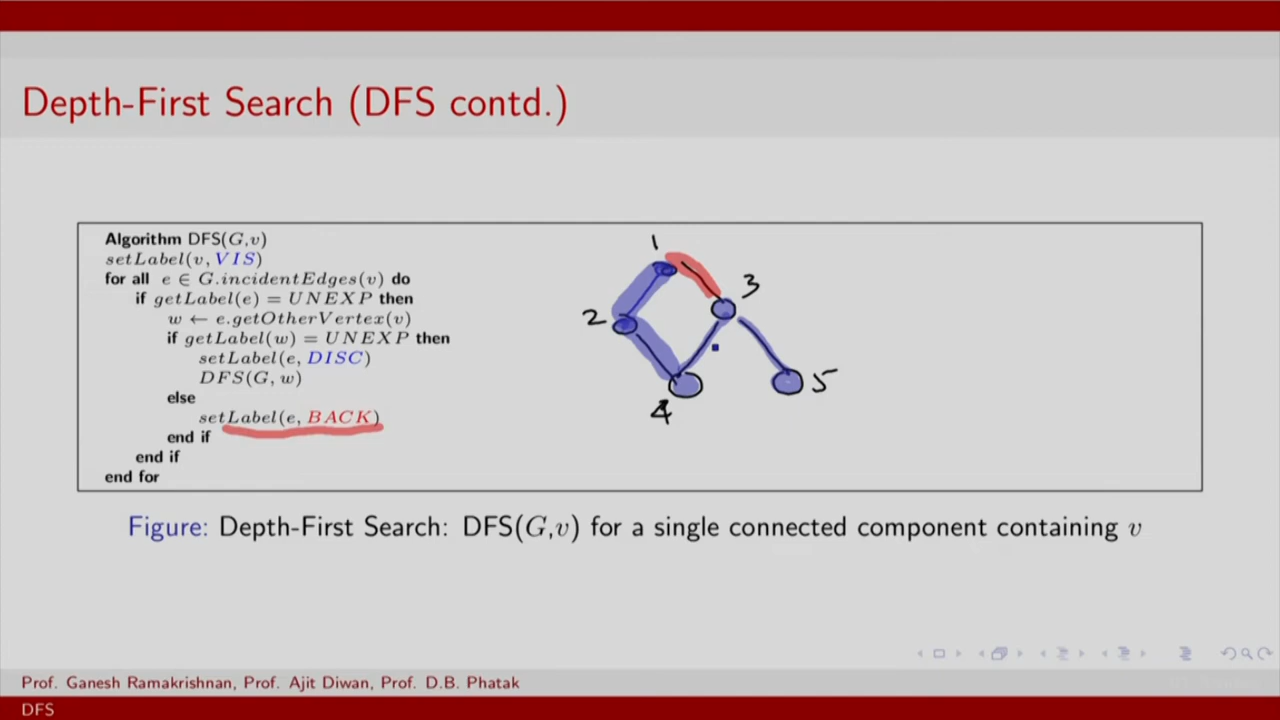 Depth-First Search (DFS contd.)
Algorithm DFS(G,v)
setLabel(v, VIS)
for all e ∈ G.incidentEdges(v) do
if getLabel(e) = UNEXP then
w ← e.getOtherVertex(v)
if getLabel(w) = UNEXP then
setLabel(e, DISC)
DFS(G, w)
else
setLabel(e, BACK)
end if
end if
end for
1
3
2
5
4
Figure: Depth-First Search: DFS(G,v) for a single connected component containing v
Prof. Ganesh Ramakrishnan, Prof. Ajit Diwan, Prof. D.B. Phatak
DFS